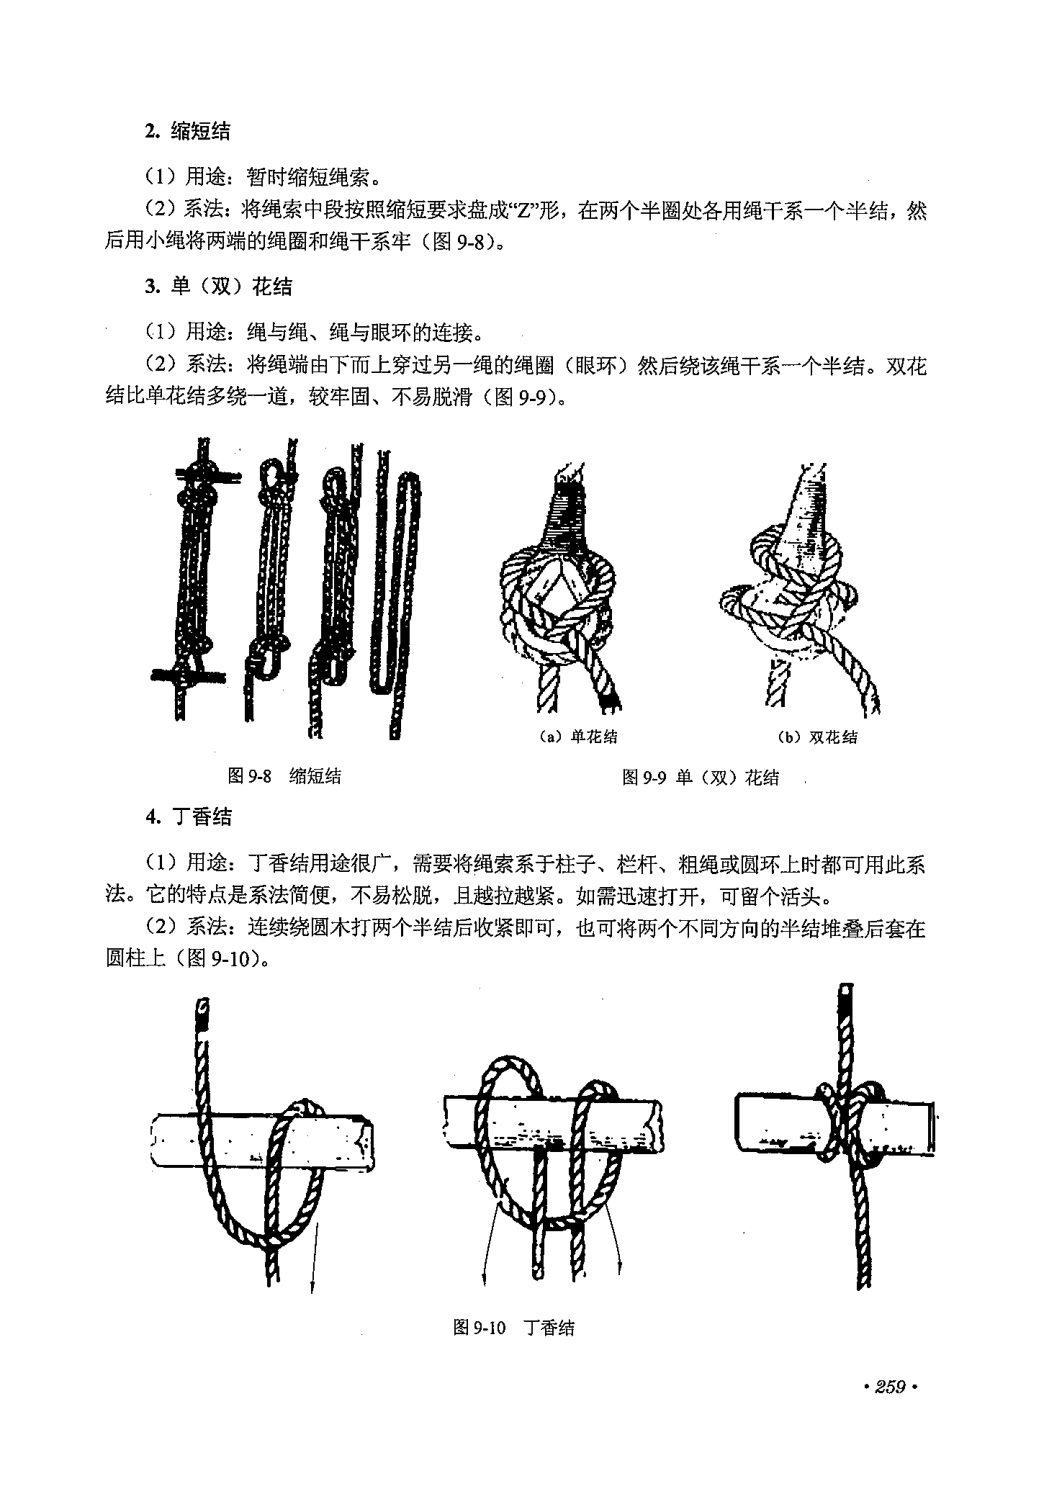 2. 缩短结
（1）用途：暂时缩短绳索。
（2）系法：将绳索中段按照缩短要求盘成“Z”形，在两个半圈处各用绳干系一个半结，然
后用小绳将两端的绳圈和绳干系牢（图 9-8）。
3. 单（双）花结
（1）用途：绳与绳、绳与眼环的连接。
（2）系法：将绳端由下而上穿过另一绳的绳圈（眼环）然后绕该绳干系一个半结。双花
结比单花结多绕一道，较牢固、不易脱滑（图 9-9）。
（a）单花结
（b）双花结
图 9-8 缩短结
图 9-9 单（双）花结
4. 丁香结
（1）用途：丁香结用途很广，需要将绳索系于柱子、栏杆、粗绳或圆环上时都可用此系
法。它的特点是系法简便，不易松脱，且越拉越紧。如需迅速打开，可留个活头。
（2）系法：连续绕圆木打两个半结后收紧即可，也可将两个不同方向的半结堆叠后套在
圆柱上（图 9-10）。
图 9-10 丁香结
·259·